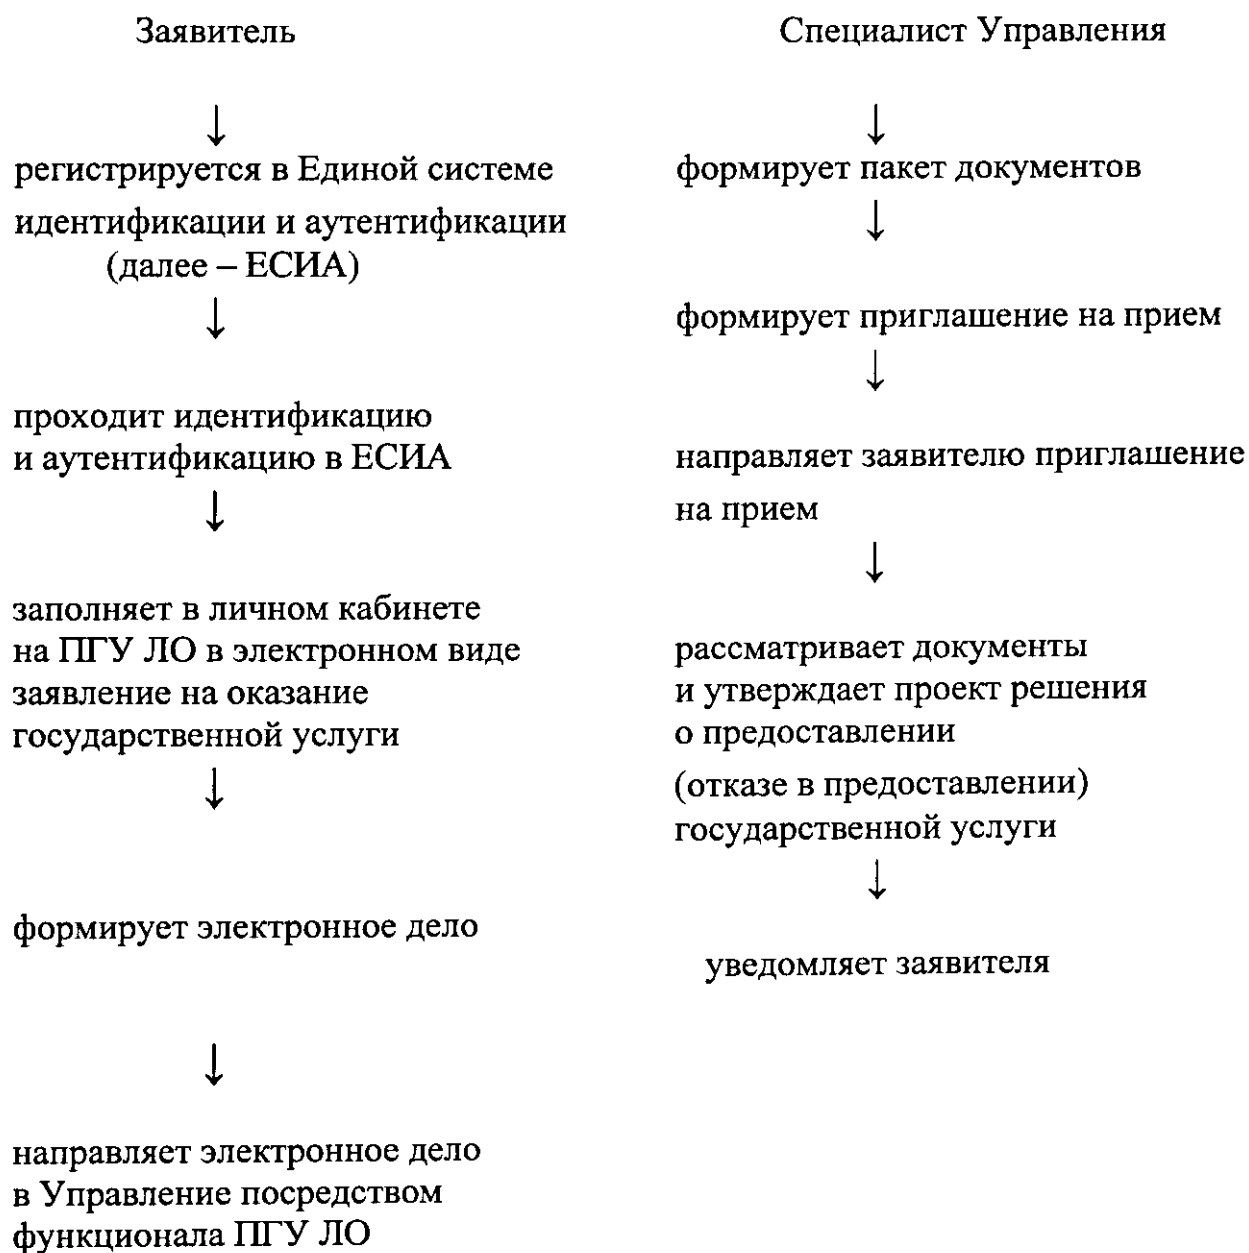 Заявитель
↓
регистрируется в Единой системе
идентификации и аутентификации
(далее – ЕСИА)
↓
проходит идентификацию
и аутентификацию в ЕСИА
↓
заполняет в личном кабинете
на ПГУ ЛО в электронном виде
заявление на оказание
государственной услуги
↓
формирует электронное дело
↓
направляет электронное дело
в Управление посредством
функционала ПГУ ЛО
Специалист Управления
↓
формирует пакет документов
↓
формирует приглашение на прием
↓
направляет заявителю приглашение
на прием
↓
рассматривает документы
и утверждает проект решения
о предоставлении
(отказе в предоставлении)
государственной услуги
↓
уведомляет заявителя